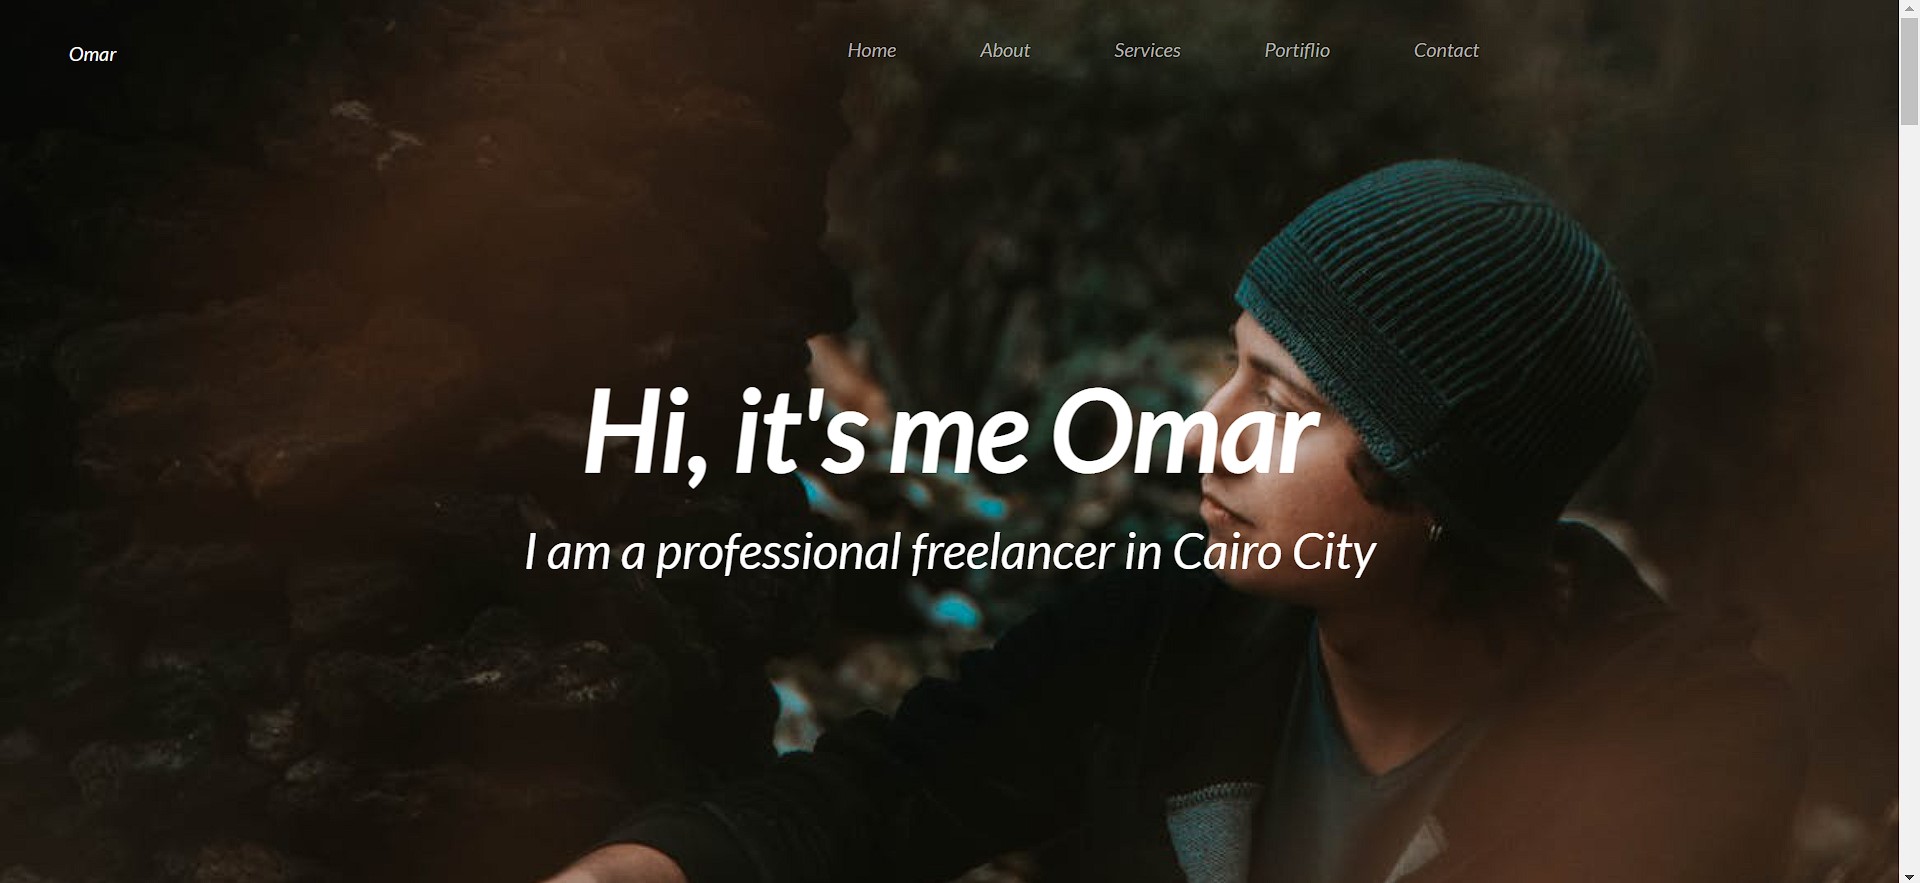 Omar
Home About Services Portiflio Contact
Hi, it's me Omar
I am a professional freelancer in Cairo City